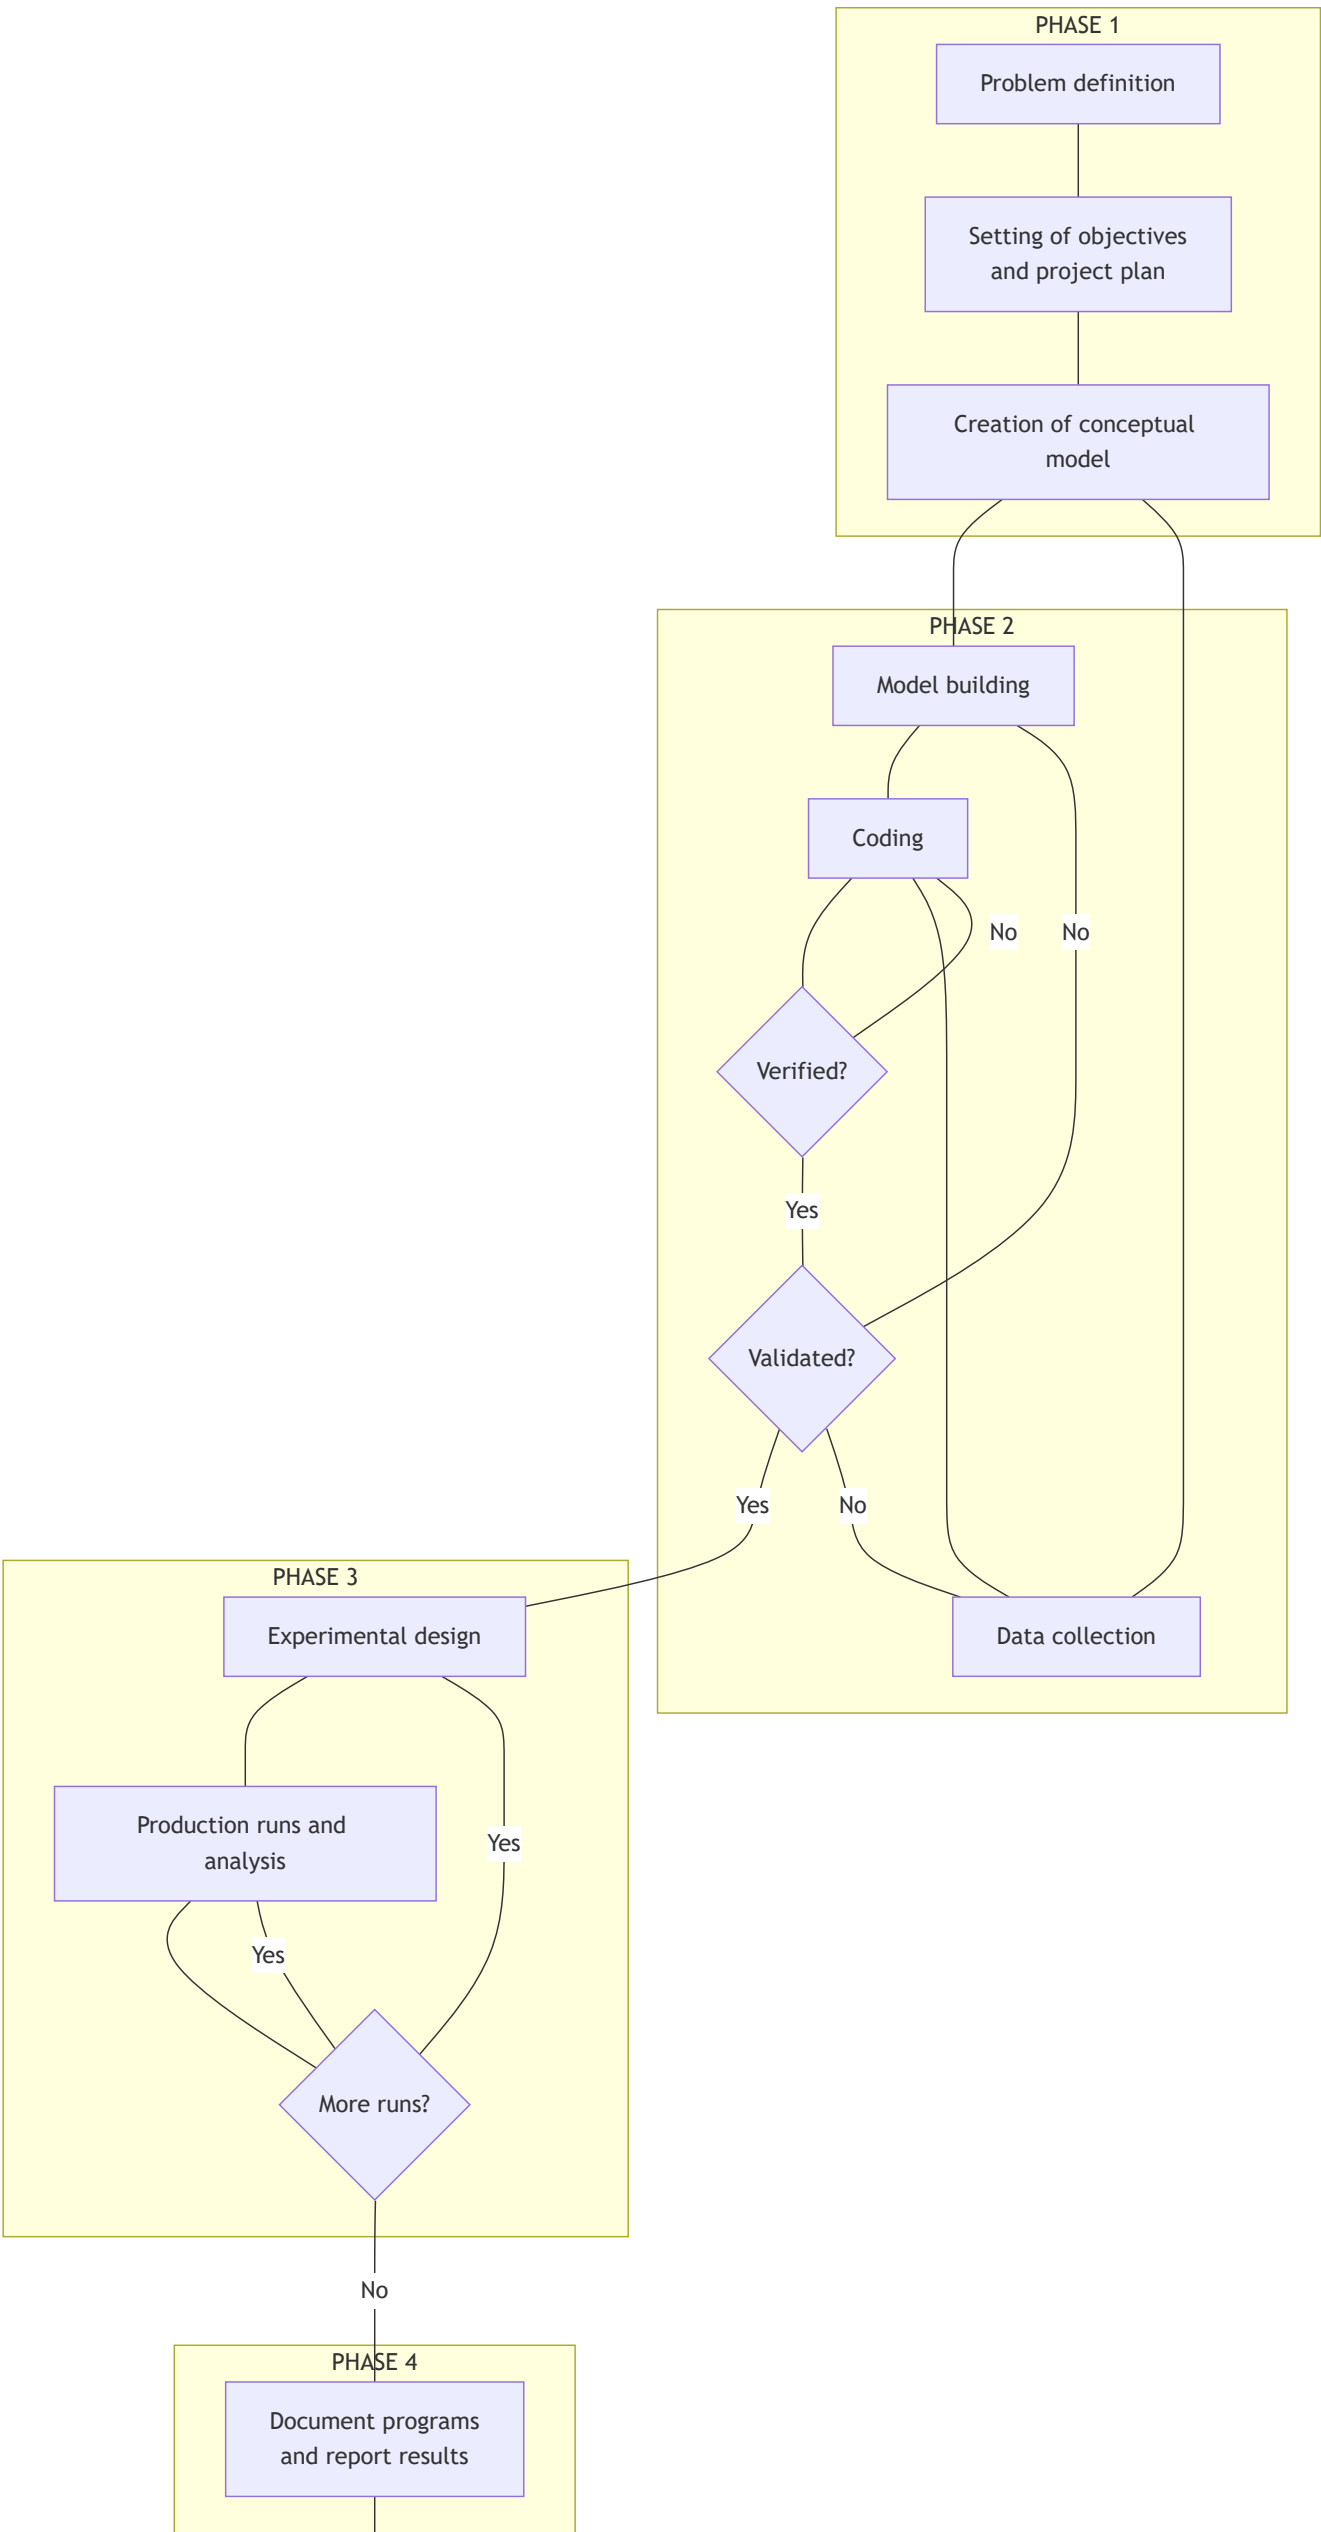 PHASE 1
Problem definition
Setting of objectives
and project plan
Creation of conceptual
model
PHASE 2
Model building
Coding
No
No
Verified?
Yes
Validated?
Yes
No
PHASE 3
Experimental design
Data collection
Production runs and
analysis
Yes
Yes
More runs?
No
PHASE 4
Document programs
and report results